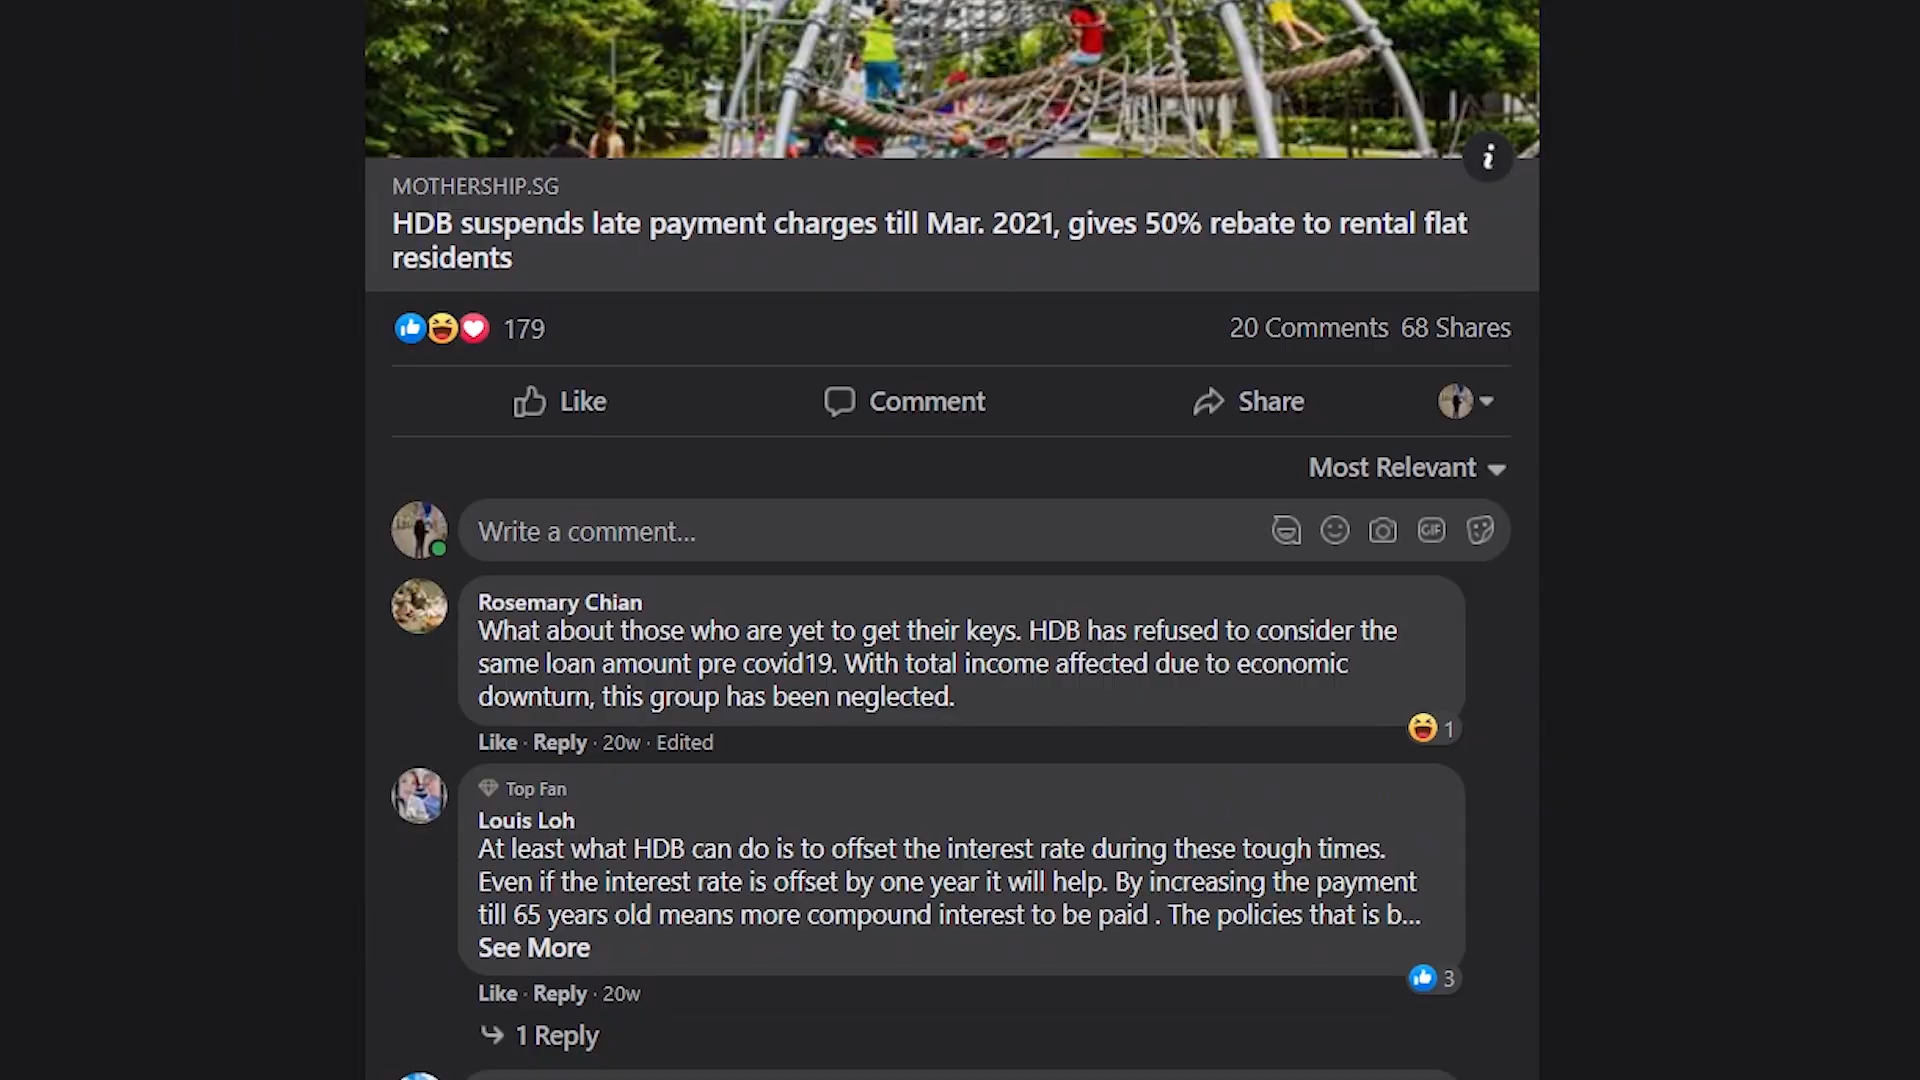 MOTHERSHIP.SG
HDB suspends late payment charges till Mar. 2021, gives 50% rebate to rental flat
residents
179
20 Comments 68 Shares
Like
Comment
Share
Most Relevant
Write a comment...
GIF
Rosemary Chian
What about those who are yet to get their keys. HDB has refused to consider the
same loan amount pre covid19. With total income affected due to economic
downturn, this group has been neglected.
1
Like · Reply · 20w · Edited
Top Fan
Louis Loh
At least what HDB can do is to offset the interest rate during these tough times.
Even if the interest rate is offset by one year it will help. By increasing the payment
till 65 years old means more compound interest to be paid . The policies that is b...
See More
3
Like · Reply · 20w
1 Reply